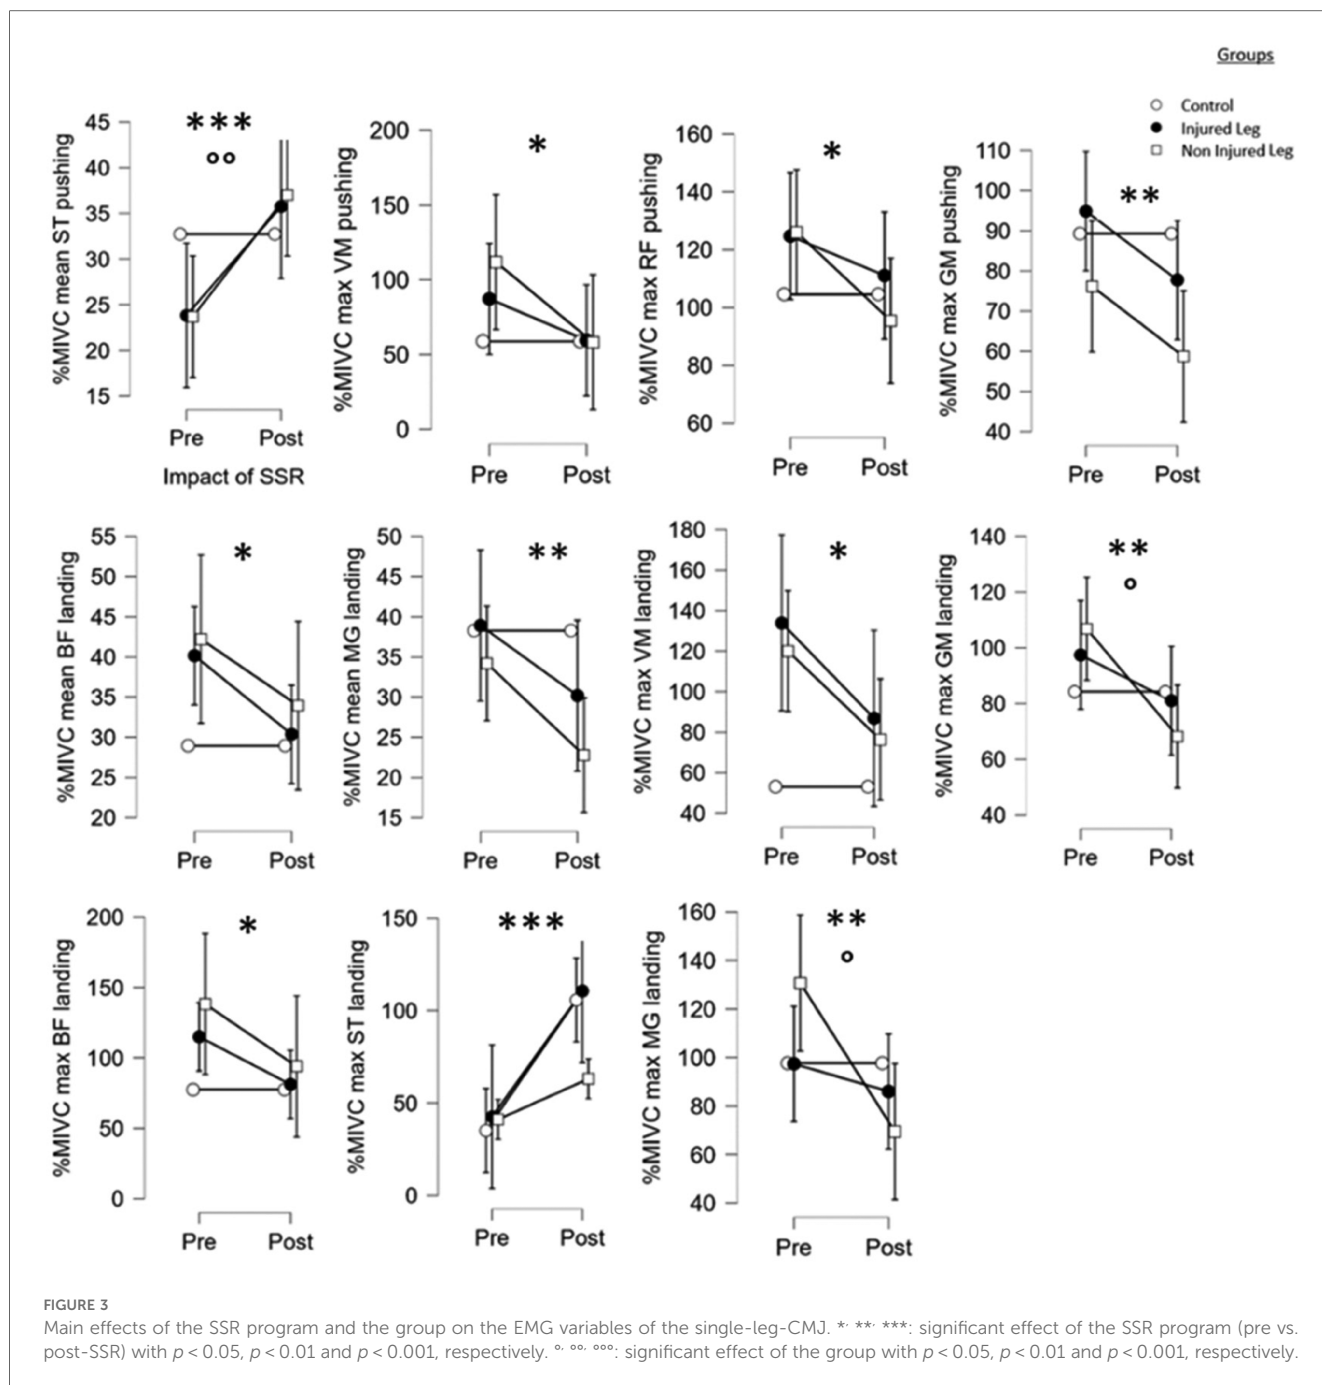 Groups
Control
Injured Leg
Non Injured Leg
%MIVC mean ST pushing
45
40
35
30
25
20
15
***
°°
Pre Post
Impact of SSR
%MIVC max VM pushing
200
150
100
50
0
*
Pre Post
%MIVC max RF pushing
160
140
120
100
80
60
*
Pre Post
%MIVC max GM pushing
110
100
90
80
70
60
50
40
**
Pre Post
%MIVC mean BF landing
55
50
45
40
35
30
25
20
*
Pre Post
%MIVC mean MG landing
50
45
40
35
30
25
20
15
**
Pre Post
%MIVC max VM landing
180
160
140
120
100
80
60
40
*
Pre Post
%MIVC max GM landing
140
120
100
80
60
40
**
°
Pre Post
%MIVC max BF landing
200
150
100
50
0
*
Pre Post
%MIVC max ST landing
150
100
50
0
***
Pre Post
%MIVC max MG landing
160
140
120
100
80
60
40
**
°
Pre Post
FIGURE 3
Main effects of the SSR program and the group on the EMG variables of the single-leg-CMJ. *, **, ***: significant effect of the SSR program (pre vs.
post-SSR) with p < 0.05, p < 0.01 and p < 0.001, respectively. °, °°, °°°: significant effect of the group with p < 0.05, p < 0.01 and p < 0.001, respectively.